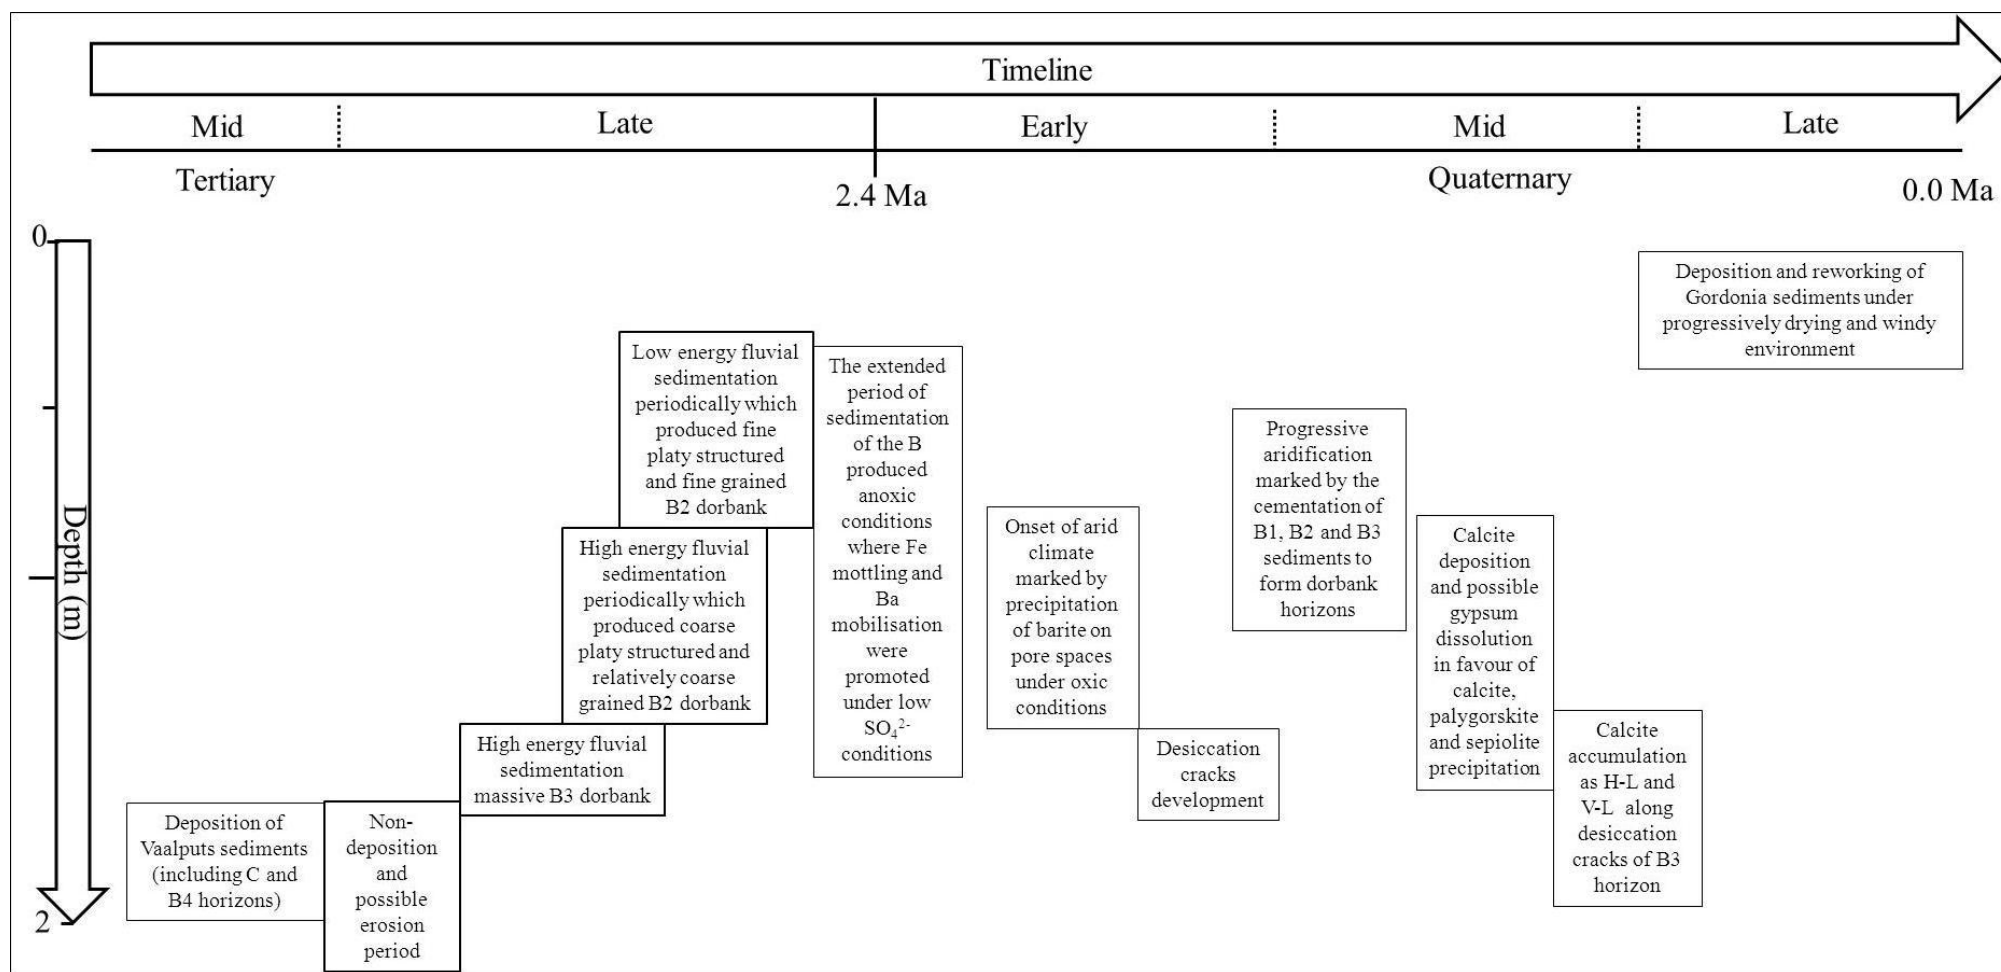 Timeline
Mid
Late
Early
Mid
Late
Tertiary
2.4 Ma
Quaternary
0.0 Ma
0
Depth (m)
2
Deposition of
Vaalputs sediments
(including C and
B4 horizons)
Non-
deposition
and
possible
erosion
period
High energy fluvial
sedimentation
massive B3 dorbank
High energy fluvial
sedimentation
periodically which
produced coarse
platy structured and
relatively coarse
grained B2 dorbank
Low energy fluvial
sedimentation
periodically which
produced fine
platy structured
and fine grained
B2 dorbank
The extended
period of
sedimentation
of the B
produced
anoxic
conditions
where Fe
mottling and
Ba
mobilisation
were
promoted
under low
SO₄²⁻
conditions
Onset of arid
climate
marked by
precipitation
of barite on
pore spaces
under oxic
conditions
Desiccation
cracks
development
Progressive
aridification
marked by the
cementation of
B1, B2 and B3
sediments to
form dorbank
horizons
Calcite
deposition
and possible
gypsum
dissolution
in favour of
calcite,
palygorskite
and sepiolite
precipitation
Calcite
accumulation
as H-L and
V-L along
desiccation
cracks of B3
horizon
Deposition and reworking of
Gordonia sediments under
progressively drying and windy
environment